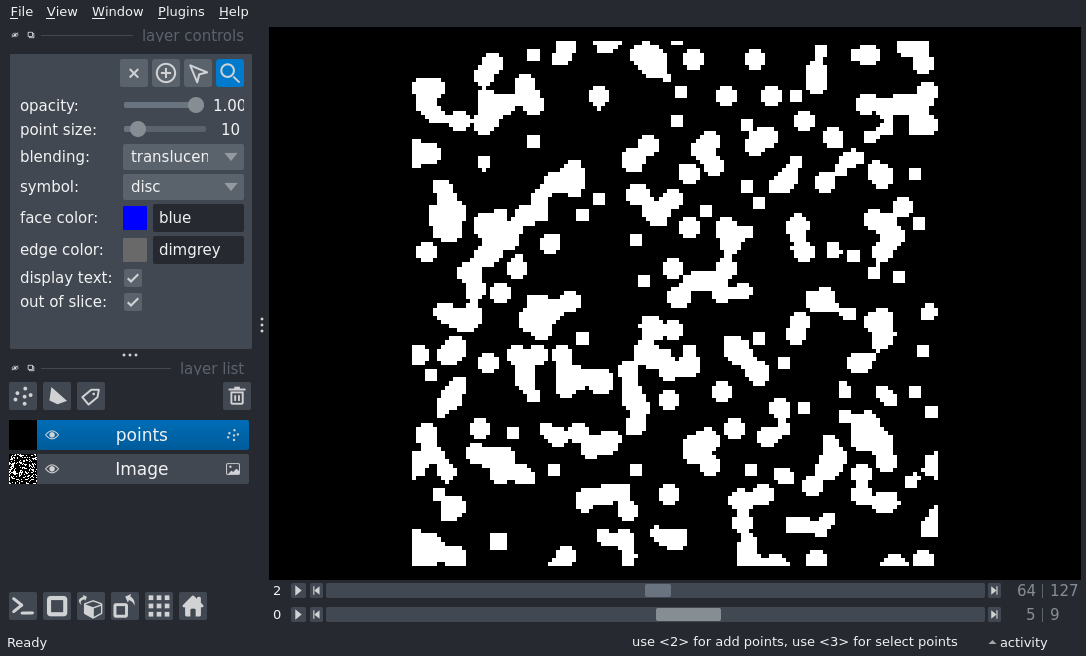 File View Window Plugins Help
layer controls
opacity: 1.00
point size: 10
blending: translucen
symbol: disc
face color: blue
edge color: dimgrey
display text:
out of slice:
layer list
points
Image
2 64 127
0 5 9
Ready use <2> for add points, use <3> for select points activity